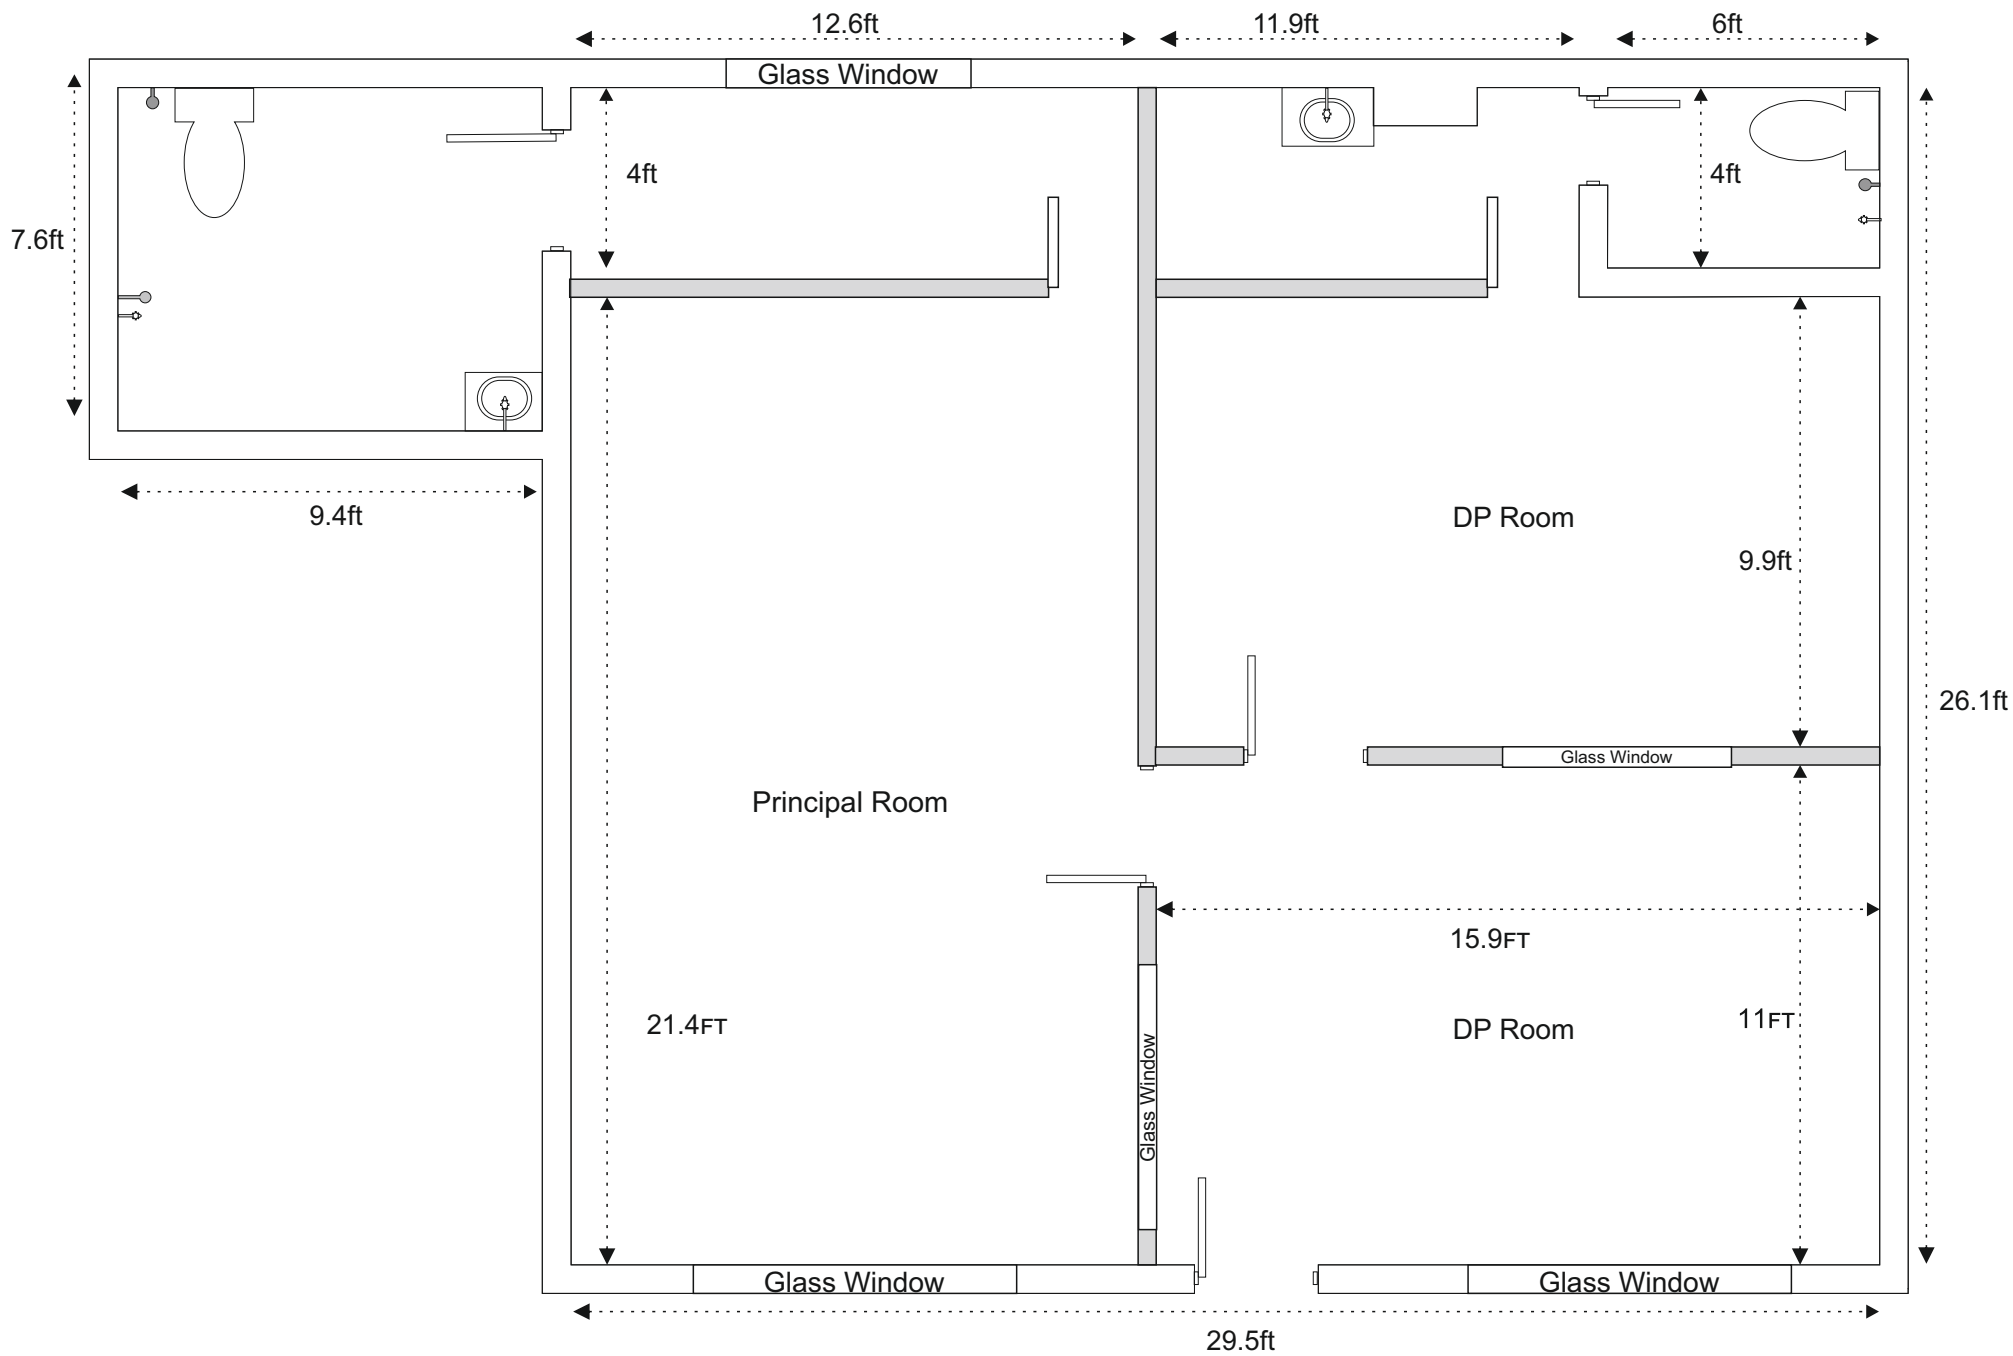 12.6ft
11.9ft
6ft
Glass Window
4ft
4ft
7.6ft
9.4ft
DP Room
9.9ft
26.1ft
Glass Window
Principal Room
15.9FT
21.4FT
11FT
DP Room
Glass Window
Glass Window
Glass Window
29.5ft